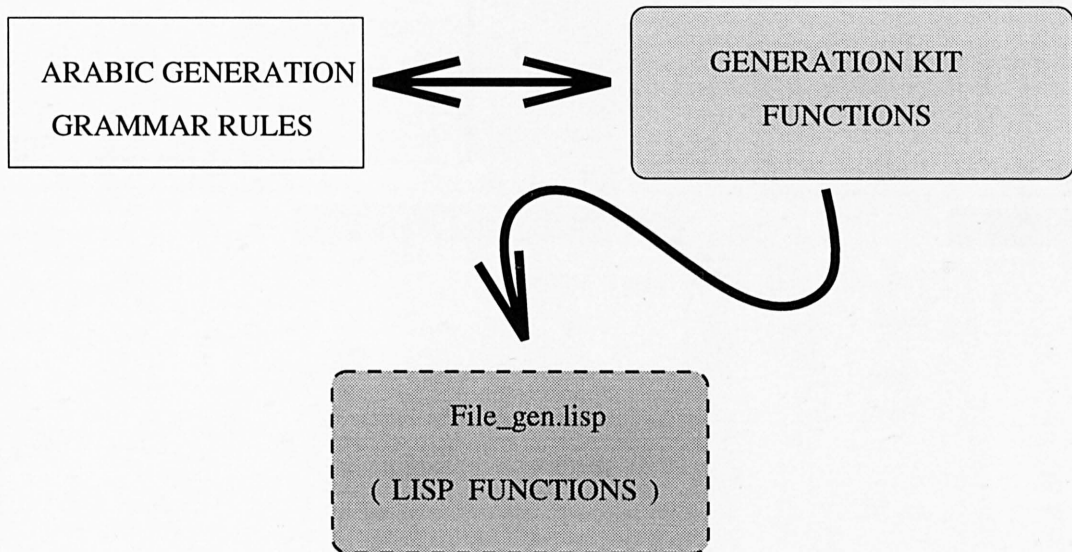 ARABIC GENERATION
GRAMMAR RULES
GENERATION KIT
FUNCTIONS
File_gen.lisp
( LISP FUNCTIONS )